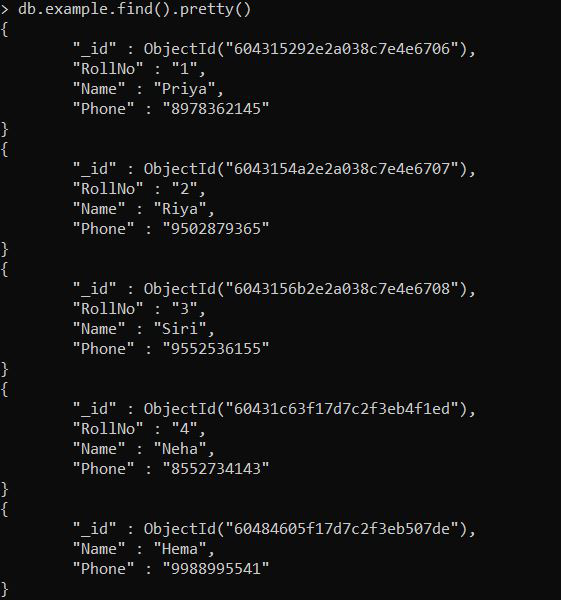 > db.example.find().pretty()
{
        "_id" : ObjectId("604315292e2a038c7e4e6706"),
        "RollNo" : "1",
        "Name" : "Priya",
        "Phone" : "8978362145"
}
{
        "_id" : ObjectId("6043154a2e2a038c7e4e6707"),
        "RollNo" : "2",
        "Name" : "Riya",
        "Phone" : "9502879365"
}
{
        "_id" : ObjectId("6043156b2e2a038c7e4e6708"),
        "RollNo" : "3",
        "Name" : "Siri",
        "Phone" : "9552536155"
}
{
        "_id" : ObjectId("60431c63f17d7c2f3eb4f1ed"),
        "RollNo" : "4",
        "Name" : "Neha",
        "Phone" : "8552734143"
}
{
        "_id" : ObjectId("60484605f17d7c2f3eb507de"),
        "Name" : "Hema",
        "Phone" : "9988995541"
}